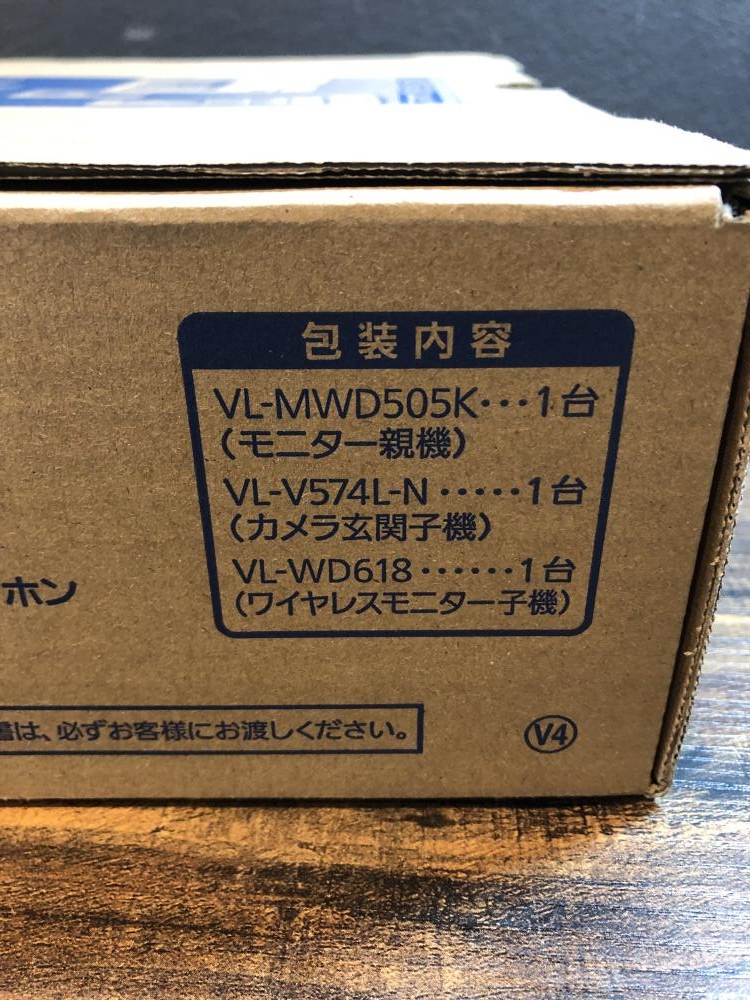 包装内容
VL-MWD505K・・・1台
(モニター親機)
VL-V574L-N・・・・・1台
(カメラ玄関子機)
VL-WD618・・・・・・1台
(ワイヤレスモニター子機)
ホン
は、必ずお客様にお渡しください。
V4